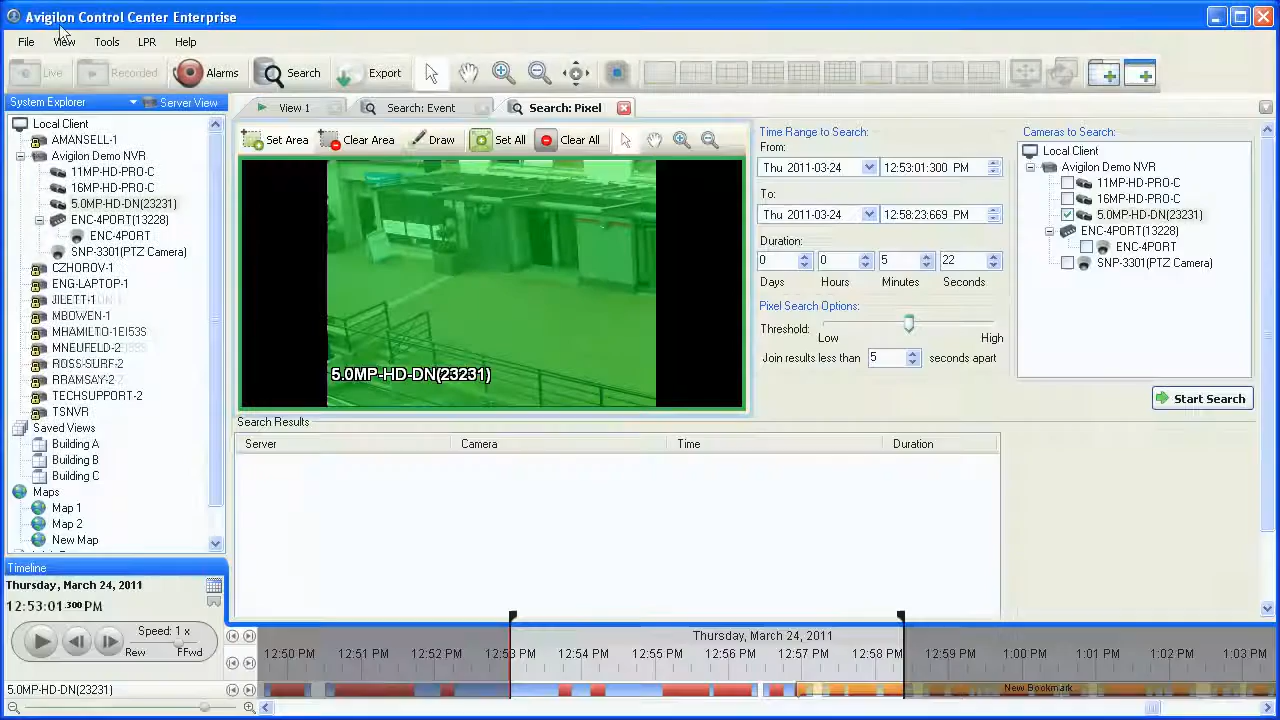 Avigilon Control Center Enterprise
File View Tools LPR Help
Live Recorded Alarms Search Export
System Explorer Server View
View 1 Search: Event Search: Pixel
Set Area Clear Area Draw Set All Clear All
Local Client
AMANSELL-1
Avigilon Demo NVR
11MP-HD-PRO-C
16MP-HD-PRO-C
5.0MP-HD-DN(23231)
ENC-4PORT(13228)
ENC-4PORT
SNP-3301(PTZ Camera)
CZHOROV-1
ENG-LAPTOP-1
JILETT-1
MBOWEN-1
MHAMILTO-1
MNEUFELD-2
ROSS-SURF-2
RRAMSAY-2
TECHSUPPORT-2
TSNVR
Saved Views
Building A
Building B
Building C
Maps
Map 1
Map 2
New Map
5.0MP-HD-DN(23231)
Time Range to Search:
From:
Thu 2011-03-24 12:53:01:300 PM
To:
Thu 2011-03-24 12:58:23.669 PM
Duration:
0 0 5 22
Days Hours Minutes Seconds
Pixel Search Options:
Threshold:
Low High
Join results less than 5 seconds apart
Cameras to Search:
Local Client
Avigilon Demo NVR
11MP-HD-PRO-C
16MP-HD-PRO-C
5.0MP-HD-DN(23231)
ENC-4PORT(13228)
ENC-4PORT
SNP-3301(PTZ Camera)
Start Search
Search Results
Server Camera Time Duration
Timeline
Thursday, March 24, 2011
12:53:01.300 PM
Speed: 1 x
Rew FFwd
Thursday, March 24, 2011
12:50 PM 12:51 PM 12:52 PM 12:53 PM 12:54 PM 12:55 PM 12:56 PM 12:57 PM 12:58 PM 12:59 PM 1:00 PM 1:01 PM 1:02 PM 1:03 PM
5.0MP-HD-DN(23231)
New Bookmark